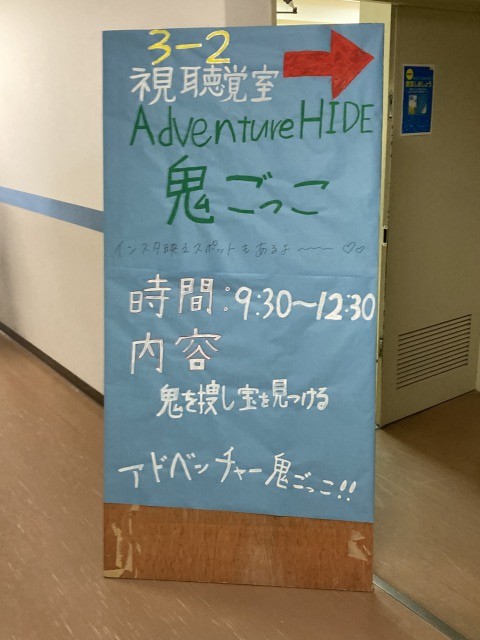 3-2
視聴覚室
Adventure HIDE
鬼ごっこ
インスタ映えスポットもあるよ〜〜〜♡♡
時間:9:30〜12:30
内容
鬼を捜し宝を見つける
アドベンチャー鬼ごっこ!!